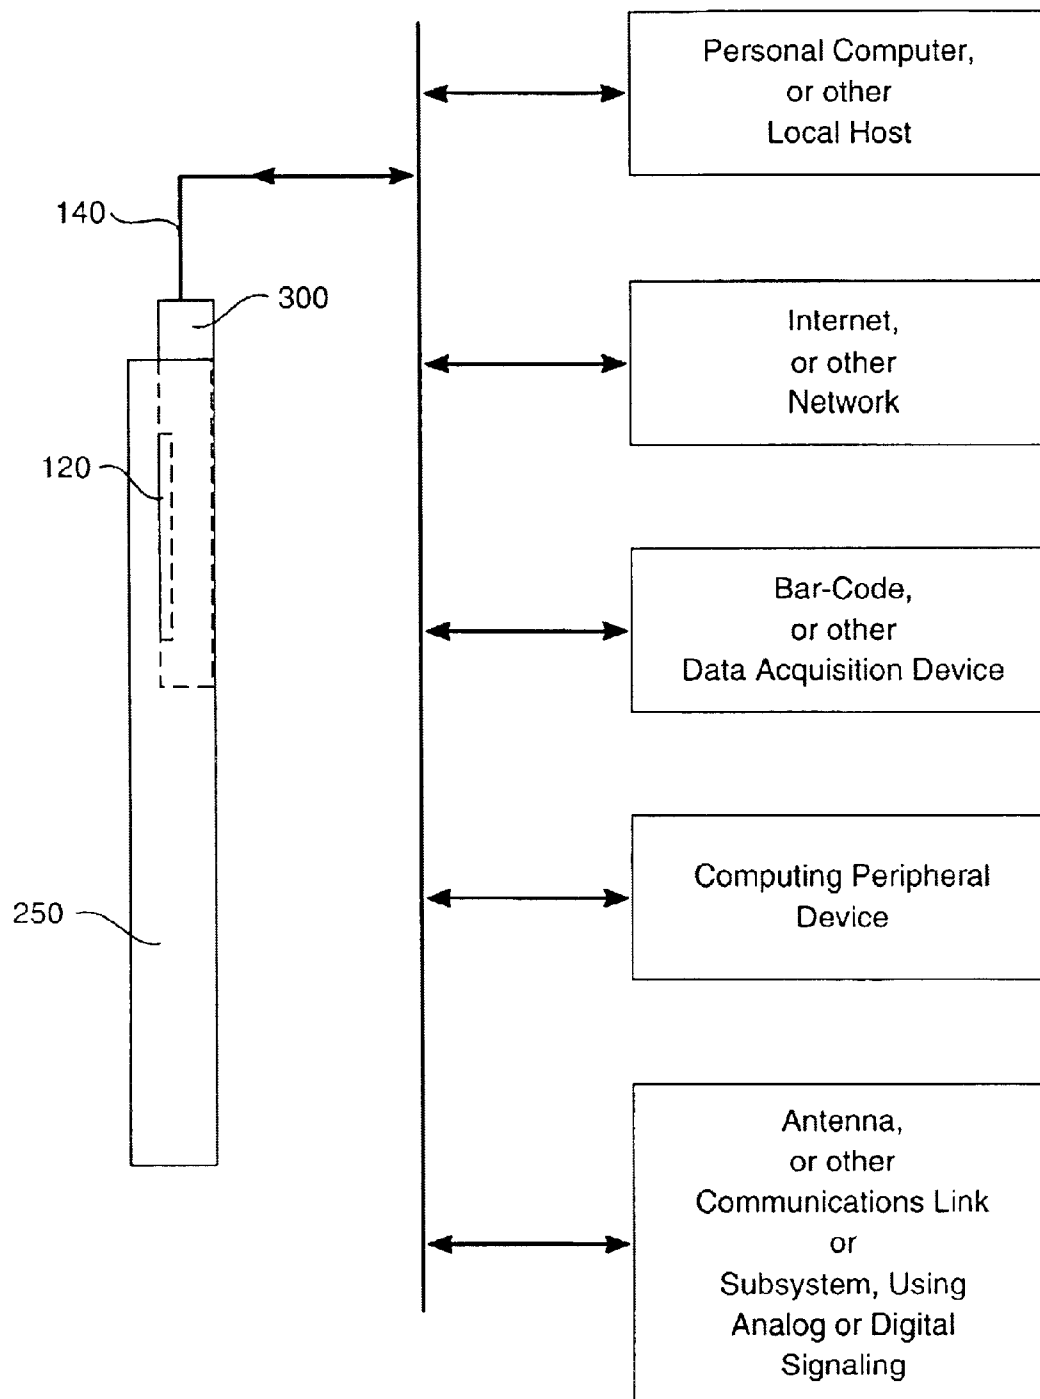 Personal Computer,
or other
Local Host
140
300
Internet,
or other
Network
120
Bar-Code,
or other
Data Acquisition Device
Computing Peripheral
Device
250
Antenna,
or other
Communications Link
or
Subsystem, Using
Analog or Digital
Signaling